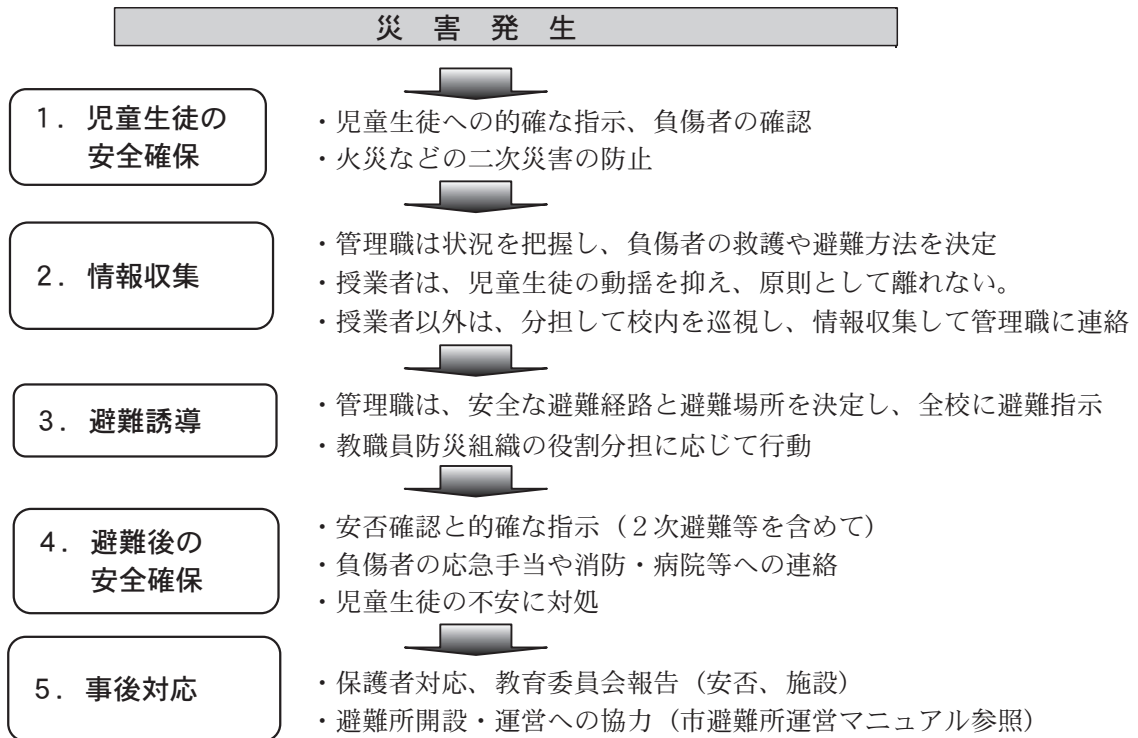 災害発生
1．児童生徒の
安全確保
・児童生徒への的確な指示、負傷者の確認
・火災などの二次災害の防止
2．情報収集
・管理職は状況を把握し、負傷者の救護や避難方法を決定
・授業者は、児童生徒の動揺を抑え、原則として離れない。
・授業者以外は、分担して校内を巡視し、情報収集して管理職に連絡
3．避難誘導
・管理職は、安全な避難経路と避難場所を決定し、全校に避難指示
・教職員防災組織の役割分担に応じて行動
4．避難後の
安全確保
・安否確認と的確な指示（２次避難等を含めて）
・負傷者の応急手当や消防・病院等への連絡
・児童生徒の不安に対処
5．事後対応
・保護者対応、教育委員会報告（安否、施設）
・避難所開設・運営への協力（市避難所運営マニュアル参照）